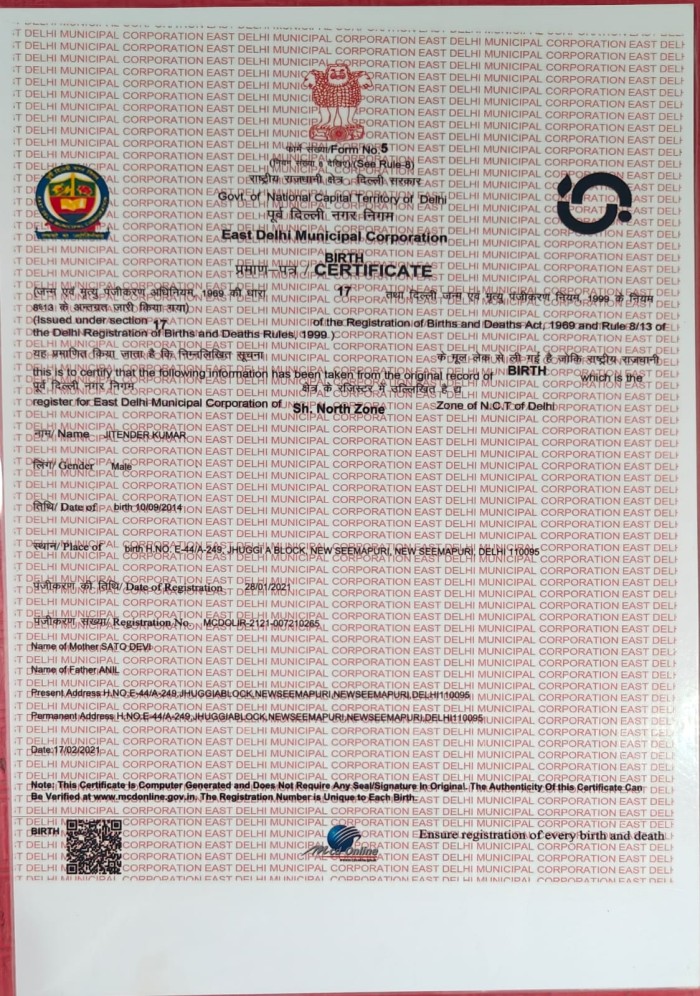 फार्म संख्या/Form No.5
(नियम संख्या 8 देखिए)(See Rule-8)
राष्ट्रीय राजधानी क्षेत्र , दिल्ली सरकार
Govt. of National Capital Territory of Delhi
पूर्व दिल्ली नगर निगम
East Delhi Municipal Corporation
BIRTH
प्रमाण-पत्र / CERTIFICATE
(जन्म एवं मृत्यु पंजीकरण अधिनियम, 1969 की धारा 17 तथा दिल्ली जन्म एवं मृत्यु पंजीकरण नियम, 1999 के नियम
8व13 के अन्तर्गत जारी किया गया)
(Issued under section 17 of the Registration of Births and Deaths Act, 1969 and Rule 8/13 of
the Delhi Registration of Births and Deaths Rules, 1999.)
यह प्रमाणित किया जाता है कि निम्नलिखित सूचना के मूल लेख से ली गई है जोकि राष्ट्रीय राजधानी
this is to certify that the following information has been taken from the original record of BIRTH which is the
पूर्व दिल्ली नगर निगम क्षेत्र के रजिस्टर में उल्लिखित है
register for East Delhi Municipal Corporation of Sh. North Zone Zone of N.C.T of Delhi
नाम/ Name JITENDER KUMAR
लिंग/ Gender Male
तिथि/ Date of birth 10/09/2014
स्थान/ Place of birth H.NO. E-44/A-249, JHUGGI A BLOCK, NEW SEEMAPURI, NEW SEEMAPURI, DELHI 110095
पंजीकरण की तिथि/ Date of Registration 28/01/2021
पंजीकरण संख्या/ Registration No. MCDOLIR-2121-007210265
Name of Mother SATO DEVI
Name of Father ANIL
Present Address H.NO.E-44/A-249,JHUGGIABLOCK,NEWSEEMAPURI,NEWSEEMAPURI,DELHI110095
Permanent Address H.NO.E-44/A-249,JHUGGIABLOCK,NEWSEEMAPURI,NEWSEEMAPURI,DELHI110095
Date:17/02/2021
Note: This Certificate Is Computer Generated and Does Not Require Any Seal/Signature In Original. The Authenticity Of this Certificate Can
Be Verified at www.mcdonline.gov.in. The Registration Number is Unique to Each Birth.
BIRTH
Mcd Online
Ensure registration of every birth and death